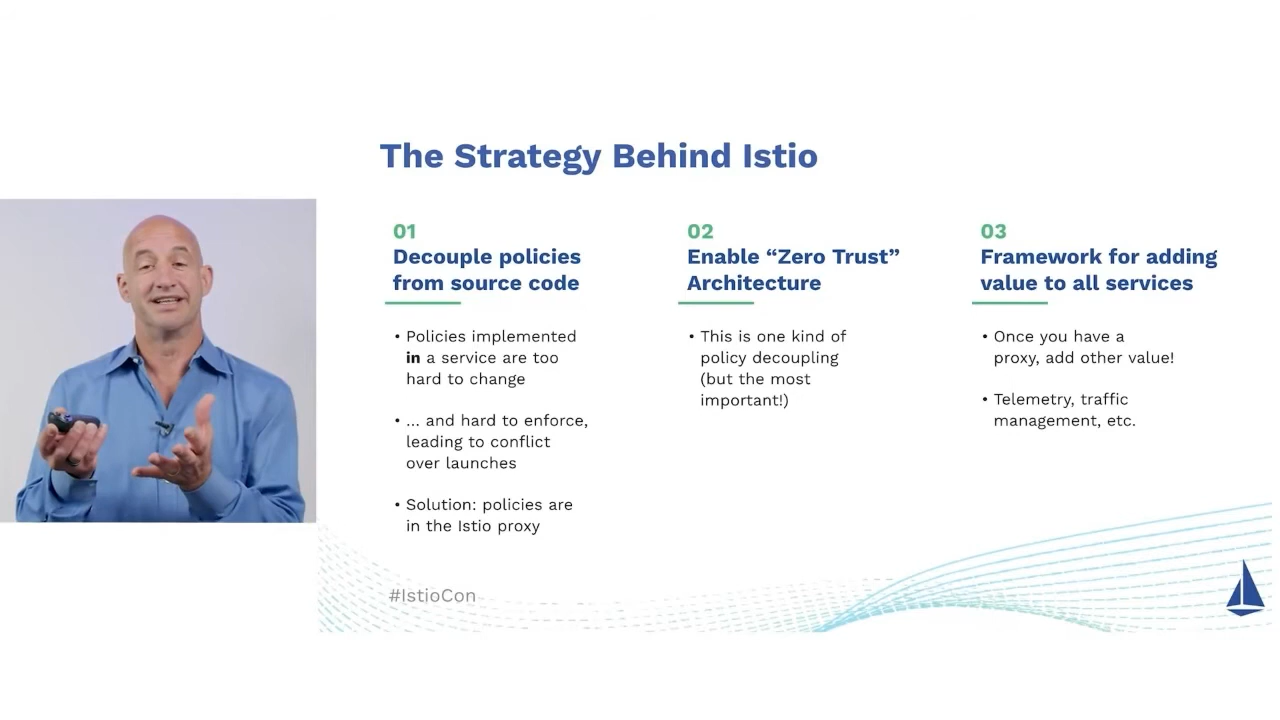 The Strategy Behind Istio
01
Decouple policies
from source code
• Policies implemented
in a service are too
hard to change
• ... and hard to enforce,
leading to conflict
over launches
• Solution: policies are
in the Istio proxy
02
Enable “Zero Trust”
Architecture
• This is one kind of
policy decoupling
(but the most
important!)
03
Framework for adding
value to all services
• Once you have a
proxy, add other value!
• Telemetry, traffic
management, etc.
#IstioCon